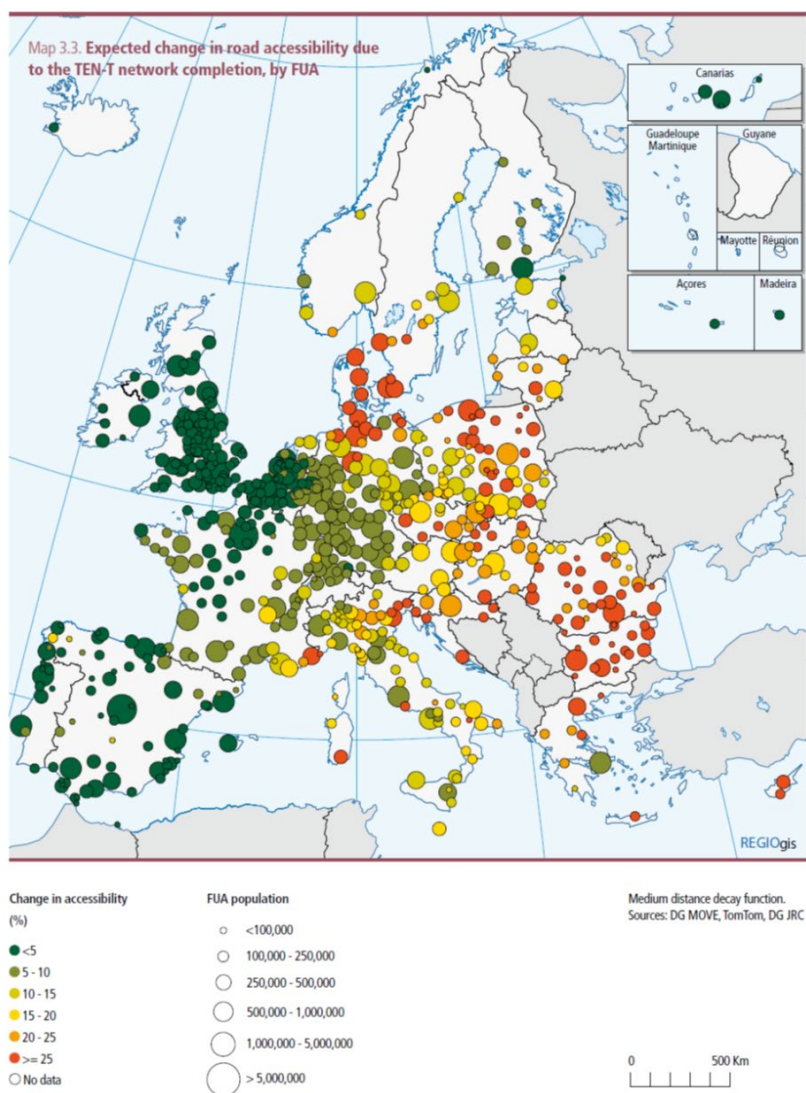 Map 3.3. Expected change in road accessibility due
to the TEN-T network completion, by FUA
Canarias
Guadeloupe
Martinique
Guyane
Mayotte
Réunion
Açores
Madeira
REGIOgis
Change in accessibility
(%)
<5
5 - 10
10 - 15
15 - 20
20 - 25
>= 25
No data
FUA population
<100,000
100,000 - 250,000
250,000 - 500,000
500,000 - 1,000,000
1,000,000 - 5,000,000
> 5,000,000
Medium distance decay function.
Sources: DG MOVE, TomTom, DG JRC
0 500 Km